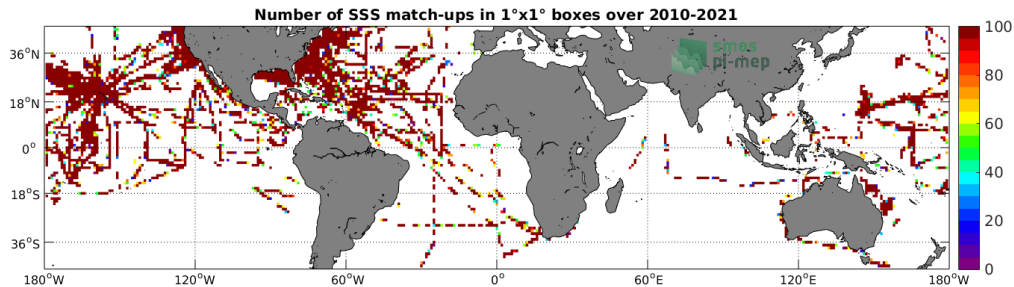 Number of SSS match-ups in 1°x1° boxes over 2010-2021
smos
pi-mep
36°N
18°N
0°
18°S
36°S
180°W
120°W
60°W
0°
60°E
120°E
180°W
100
80
60
40
20
0